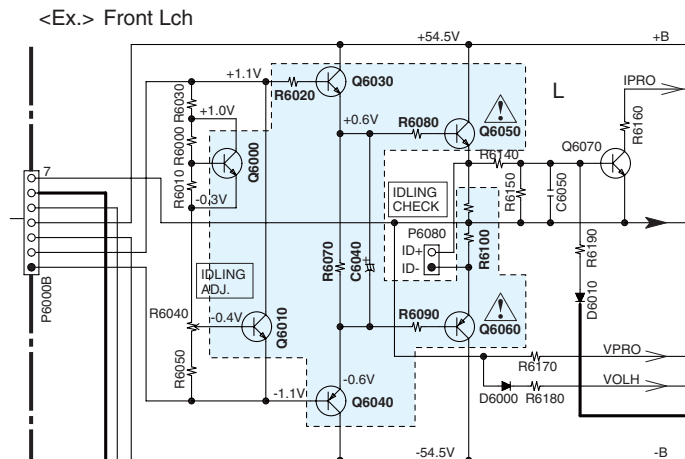 <Ex.> Front Lch
+54.5V
+B
+1.1V
R6020
Q6030
R6030
+1.0V
R6000
Q6000
R6010
-0.3V
+0.6V
R6080
Q6050
L
IPRO
R6160
Q6070
R6140
R6150
C6050
7
IDLING
CHECK
P6080
ID+
ID-
R6100
R6190
D6010
R6070
C6040
+
IDLING
ADJ.
P6000B
R6040
-0.4V
Q6010
R6090
Q6060
R6050
VPRO
R6170
-0.6V
VOLH
D6000
R6180
-1.1V
Q6040
-54.5V
-B